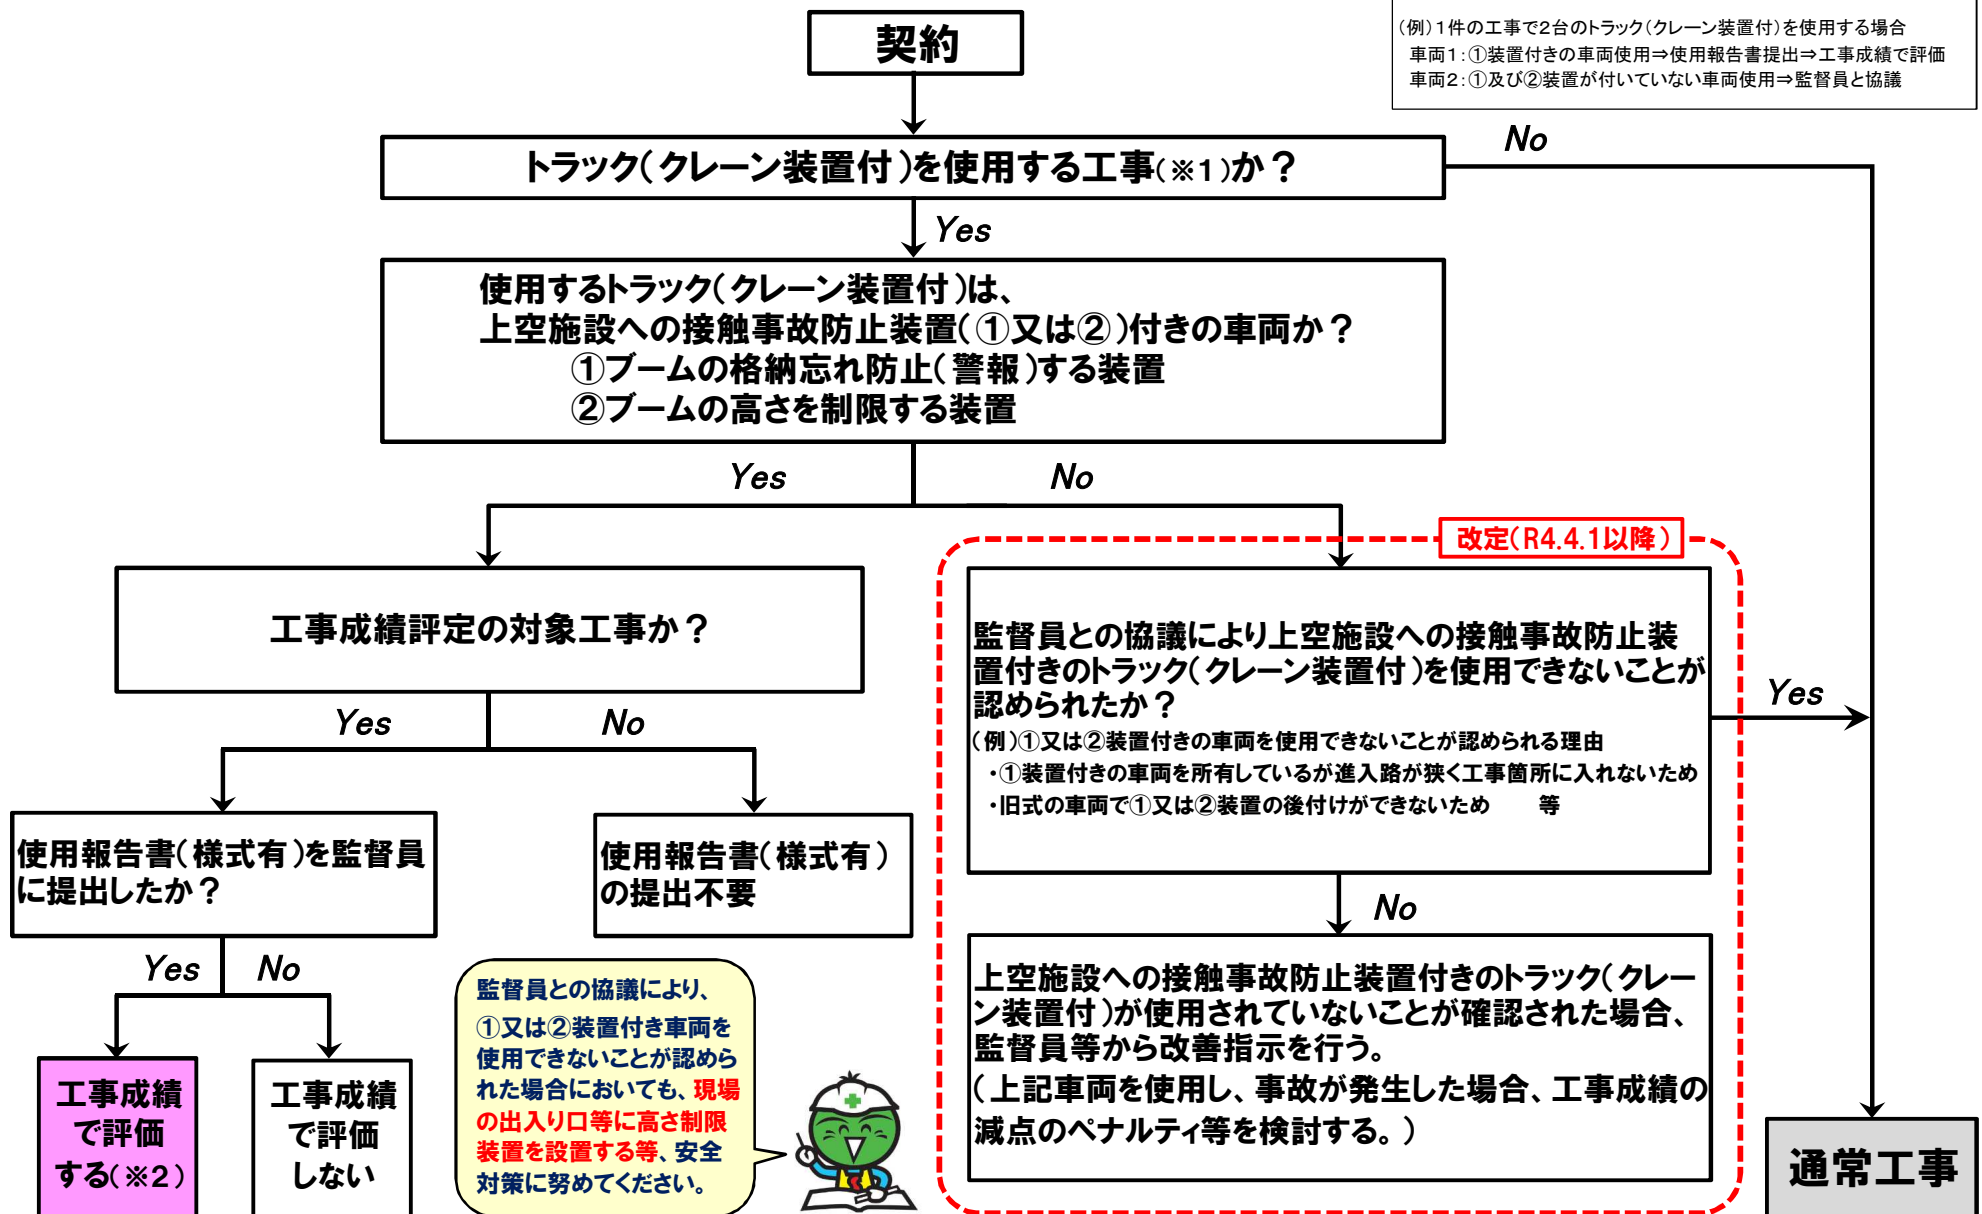 契約
(例)1件の工事で2台のトラック(クレーン装置付)を使用する場合
車両1:①装置付きの車両使用⇒使用報告書提出⇒工事成績で評価
車両2:①及び②装置が付いていない車両使用⇒監督員と協議
トラック(クレーン装置付)を使用する工事(※1)か?
No
Yes
使用するトラック(クレーン装置付)は、
上空施設への接触事故防止装置(①又は②)付きの車両か?
①ブームの格納忘れ防止(警報)する装置
②ブームの高さを制限する装置
Yes
No
改定(R4.4.1以降)
工事成績評定の対象工事か?
監督員との協議により上空施設への接触事故防止装
置付きのトラック(クレーン装置付)を使用できないことが
認められたか?
(例)①又は②装置付きの車両を使用できないことが認められる理由
・①装置付きの車両を所有しているが進入路が狭く工事箇所に入れないため
・旧式の車両で①又は②装置の後付けができないため 等
Yes
Yes
No
使用報告書(様式有)を監督員
に提出したか?
使用報告書(様式有)
の提出不要
No
Yes
No
上空施設への接触事故防止装置付きのトラック(クレー
ン装置付)が使用されていないことが確認された場合、
監督員等から改善指示を行う。
(上記車両を使用し、事故が発生した場合、工事成績の
減点のペナルティ等を検討する。)
監督員との協議により、
①又は②装置付き車両を
使用できないことが認めら
れた場合においても、現場
の出入り口等に高さ制限
装置を設置する等、安全
対策に努めてください。
工事成績
で評価
する(※2)
工事成績
で評価
しない
通常工事